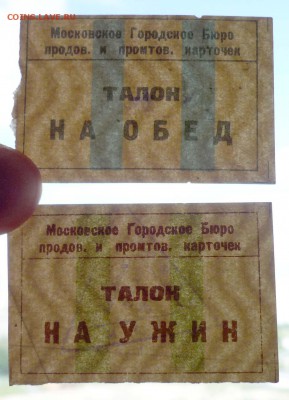 COINS.LAVE.RU
Московское Городское Бюро
продов. и промтов. карточек
ТАЛОН
НА ОБЕД
Московское Городское Бюро
продов. и промтов. карточек
ТАЛОН
НА УЖИН